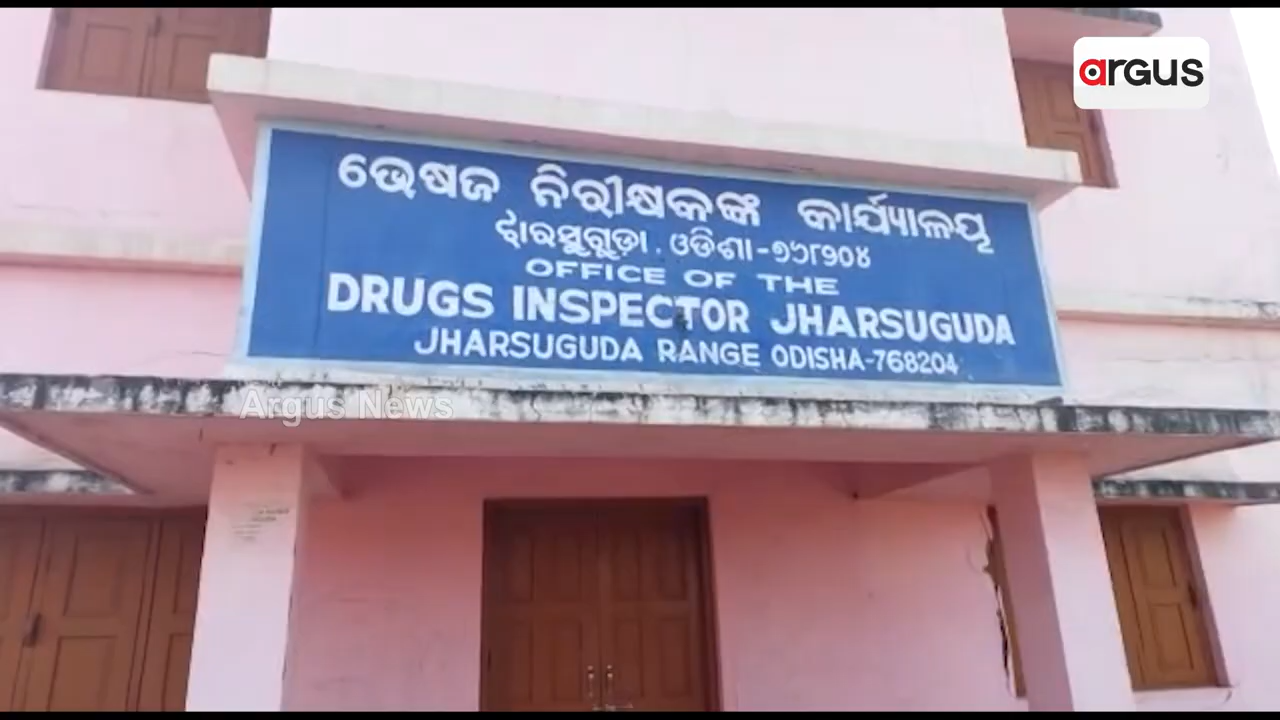 argus
ଭେଷଜ ନିରୀକ୍ଷକଙ୍କ କାର୍ଯ୍ୟାଳୟ
ଝାରସୁଗୁଡ଼ା . ଓଡିଶା-୭୬୮୨୦୪
OFFICE OF THE
DRUGS INSPECTOR JHARSUGUDA
JHARSUGUDA RANGE ODISHA-768204
Argus News